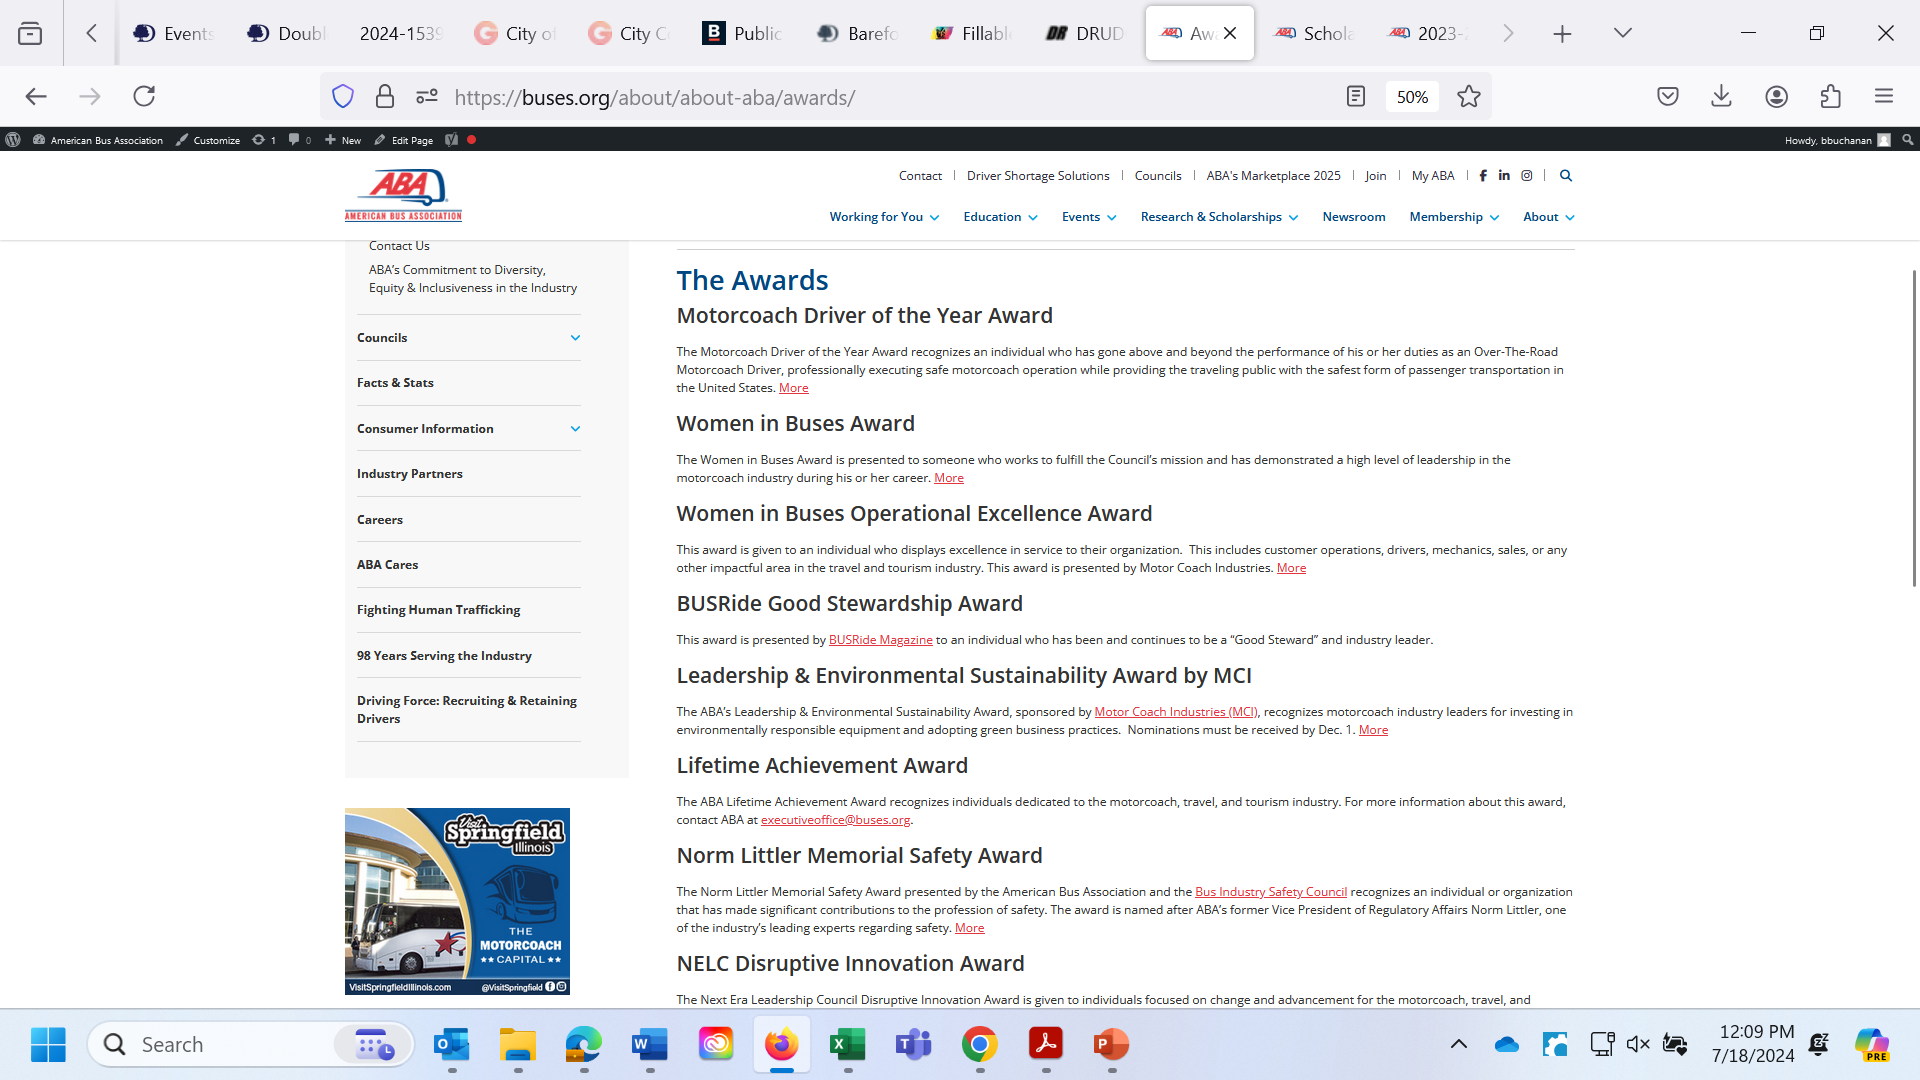 Events
Doubl
2024-1539
City of
City C
Public
Barefo
Fillabl
DRUD
Aw
Schola
2023-2
https://buses.org/about/about-aba/awards/
50%
American Bus Association
Customize
1
0
New
Edit Page
Howdy, bbuchanan
ABA
AMERICAN BUS ASSOCIATION
Contact
Driver Shortage Solutions
Councils
ABA's Marketplace 2025
Join
My ABA
Working for You
Education
Events
Research & Scholarships
Newsroom
Membership
About
Contact Us
ABA’s Commitment to Diversity,
Equity & Inclusiveness in the Industry
Councils
Facts & Stats
Consumer Information
Industry Partners
Careers
ABA Cares
Fighting Human Trafficking
98 Years Serving the Industry
Driving Force: Recruiting & Retaining
Drivers
Visit
Springfield
Illinois
THE
MOTORCOACH
CAPITAL
VisitSpringfieldIllinois.com
@VisitSpringfield
The Awards
Motorcoach Driver of the Year Award
The Motorcoach Driver of the Year Award recognizes an individual who has gone above and beyond the performance of his or her duties as an Over-The-Road
Motorcoach Driver, professionally executing safe motorcoach operation while providing the traveling public with the safest form of passenger transportation in
the United States. More
Women in Buses Award
The Women in Buses Award is presented to someone who works to fulfill the Council’s mission and has demonstrated a high level of leadership in the
motorcoach industry during his or her career. More
Women in Buses Operational Excellence Award
This award is given to an individual who displays excellence in service to their organization.  This includes customer operations, drivers, mechanics, sales, or any
other impactful area in the travel and tourism industry. This award is presented by Motor Coach Industries. More
BUSRide Good Stewardship Award
This award is presented by BUSRide Magazine to an individual who has been and continues to be a “Good Steward” and industry leader.
Leadership & Environmental Sustainability Award by MCI
The ABA’s Leadership & Environmental Sustainability Award, sponsored by Motor Coach Industries (MCI), recognizes motorcoach industry leaders for investing in
environmentally responsible equipment and adopting green business practices.  Nominations must be received by Dec. 1. More
Lifetime Achievement Award
The ABA Lifetime Achievement Award recognizes individuals dedicated to the motorcoach, travel, and tourism industry. For more information about this award,
contact ABA at executiveoffice@buses.org.
Norm Littler Memorial Safety Award
The Norm Littler Memorial Safety Award presented by the American Bus Association and the Bus Industry Safety Council recognizes an individual or organization
that has made significant contributions to the profession of safety. The award is named after ABA’s former Vice President of Regulatory Affairs Norm Littler, one
of the industry’s leading experts regarding safety. More
NELC Disruptive Innovation Award
The Next Era Leadership Council Disruptive Innovation Award is given to individuals focused on change and advancement for the motorcoach, travel, and
Search
12:09 PM
7/18/2024
PRE